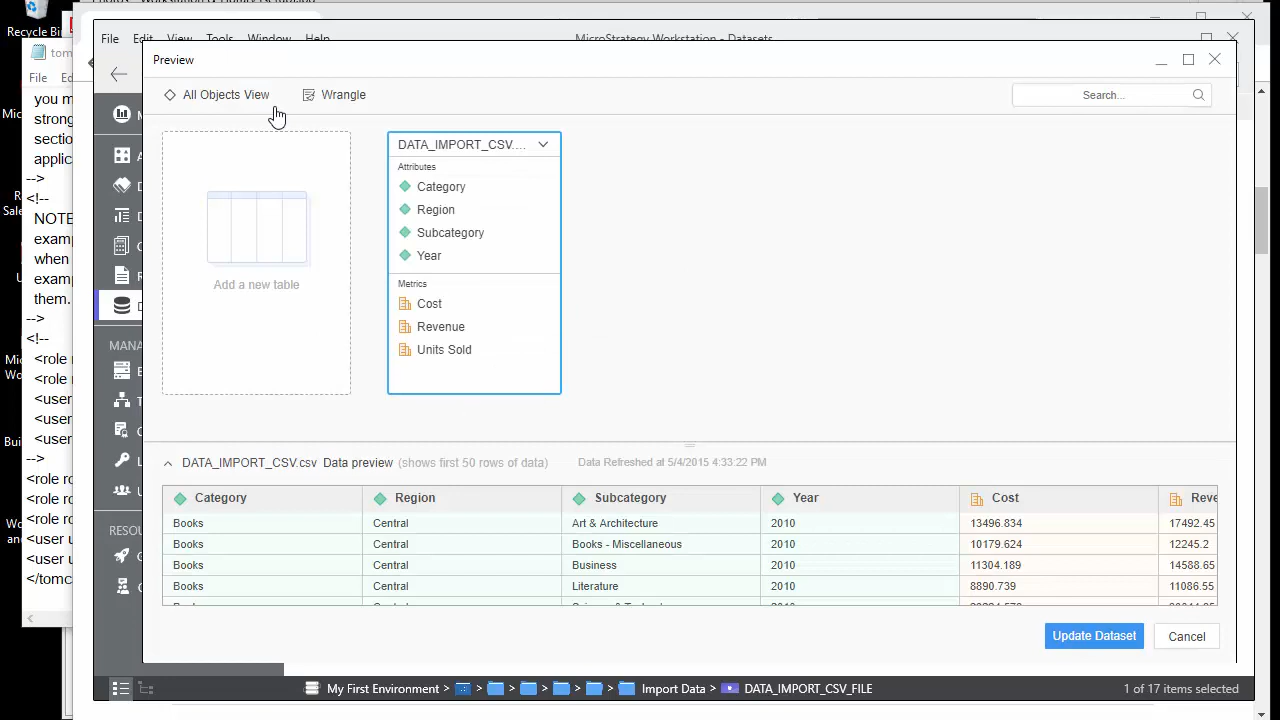 Recycle Bin
File Edit View Tools Window Help
MicroStrategy Workstation - Datasets
Preview
All Objects View
Wrangle
Search...
tom
File
you m
strong
section
applic
-->
<!--
NOTE
examp
when
examp
them.
-->
<!--
<role
<role
<user
<user
<user
-->
<role ro
<role ro
<role ro
<user u
<user u
</tomc
MANA
RESOU
Add a new table
DATA_IMPORT_CSV....
Attributes
Category
Region
Subcategory
Year
Metrics
Cost
Revenue
Units Sold
DATA_IMPORT_CSV.csv Data preview (shows first 50 rows of data) Data Refreshed at 5/4/2015 4:33:22 PM
Category Region Subcategory Year Cost Reve
Books Central Art & Architecture 2010 13496.834 17492.45
Books Central Books - Miscellaneous 2010 10179.624 12245.2
Books Central Business 2010 11304.189 14588.65
Books Central Literature 2010 8890.739 11086.55
Update Dataset
Cancel
My First Environment > > > > > > Import Data > DATA_IMPORT_CSV_FILE
1 of 17 items selected